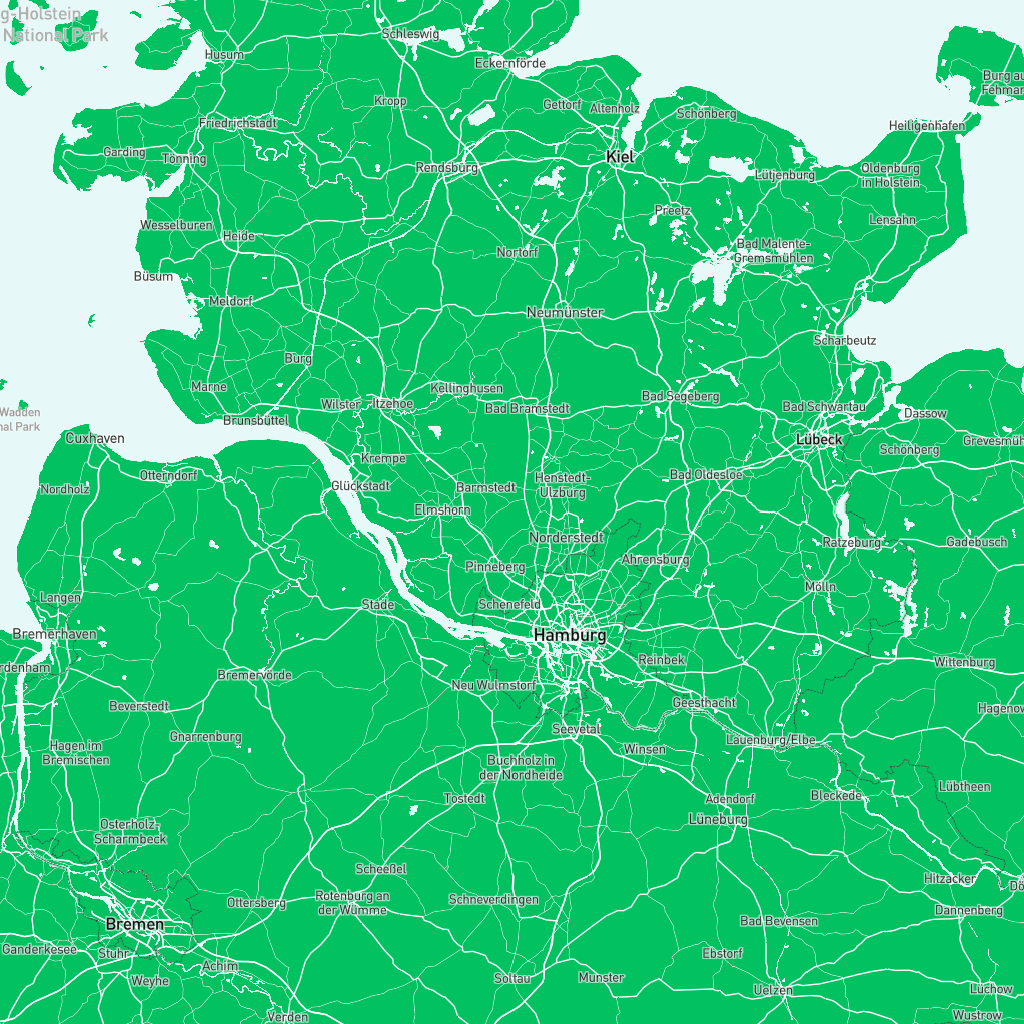 g-Holstein
National Park
Schleswig
Husum
Eckernförde
Burg au
Fehmar
Kropp
Gettorf
Altenholz
Schönberg
Friedrichstadt
Heiligenhafen
Garding
Tönning
Kiel
Rendsburg
Lütjenburg
Oldenburg
in Holstein
Preetz
Lensahn
Wesselburen
Heide
Nortorf
Bad Malente-
Gremsmühlen
Büsum
Meldorf
Neumünster
Scharbeutz
Burg
Marne
Kellinghusen
Wilster
Itzehoe
Bad Bramstedt
Bad Segeberg
Bad Schwartau
Wadden
nal Park
Dassow
Brunsbüttel
Cuxhaven
Lübeck
Grevesmüh
Schönberg
Krempe
Otterndorf
Bad Oldesloe
Nordholz
Glückstadt
Barmstedt
Henstedt-
Ulzburg
Elmshorn
Norderstedt
Ratzeburg
Gadebusch
Ahrensburg
Pinneberg
Mölln
Langen
Stade
Schenefeld
Bremerhaven
Hamburg
Reinbek
Wittenburg
rdenham
Bremervörde
Neu Wulmstorf
Beverstedt
Geesthacht
Hagenow
Seevetal
Gnarrenburg
Lauenburg/Elbe
Hagen im
Bremischen
Winsen
Buchholz in
der Nordheide
Lübtheen
Tostedt
Adendorf
Bleckede
Lüneburg
Osterholz-
Scharmbeck
Scheeßel
Hitzacker
Dö
Rotenburg an
der Wümme
Schneverdingen
Ottersberg
Dannenberg
Bremen
Bad Bevensen
Ganderkesee
Stuhr
Ebstorf
Achim
Weyhe
Soltau
Munster
Uelzen
Lüchow
Verden
Wustrow